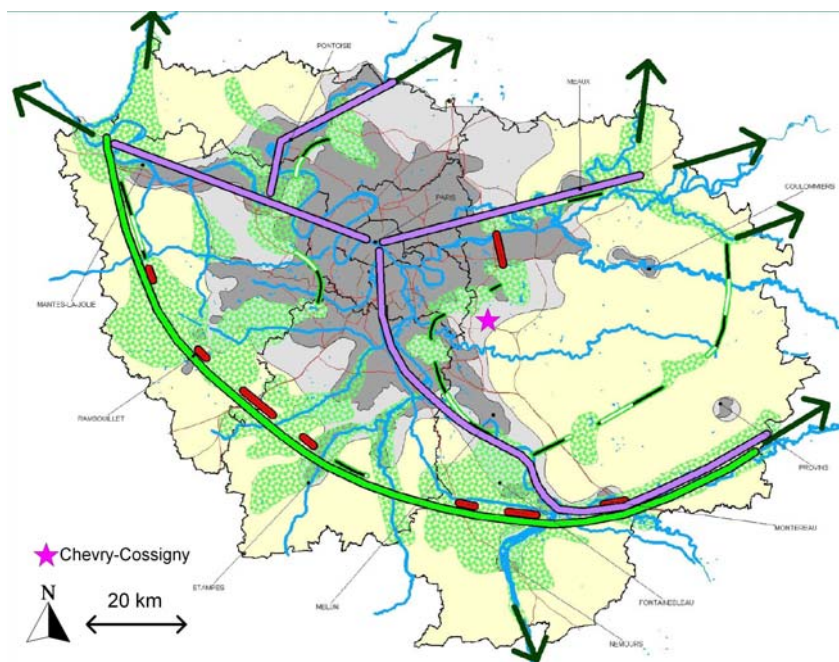 PONTOISE
MEAUX
COULOMMIERS
PARIS
MANTES-LA-JOLIE
RAMBOUILLET
PROVINS
MONTEREAU
Chevry-Cossigny
ETAMPES
MELUN
FONTAINEBLEAU
NEMOURS
N
20 km